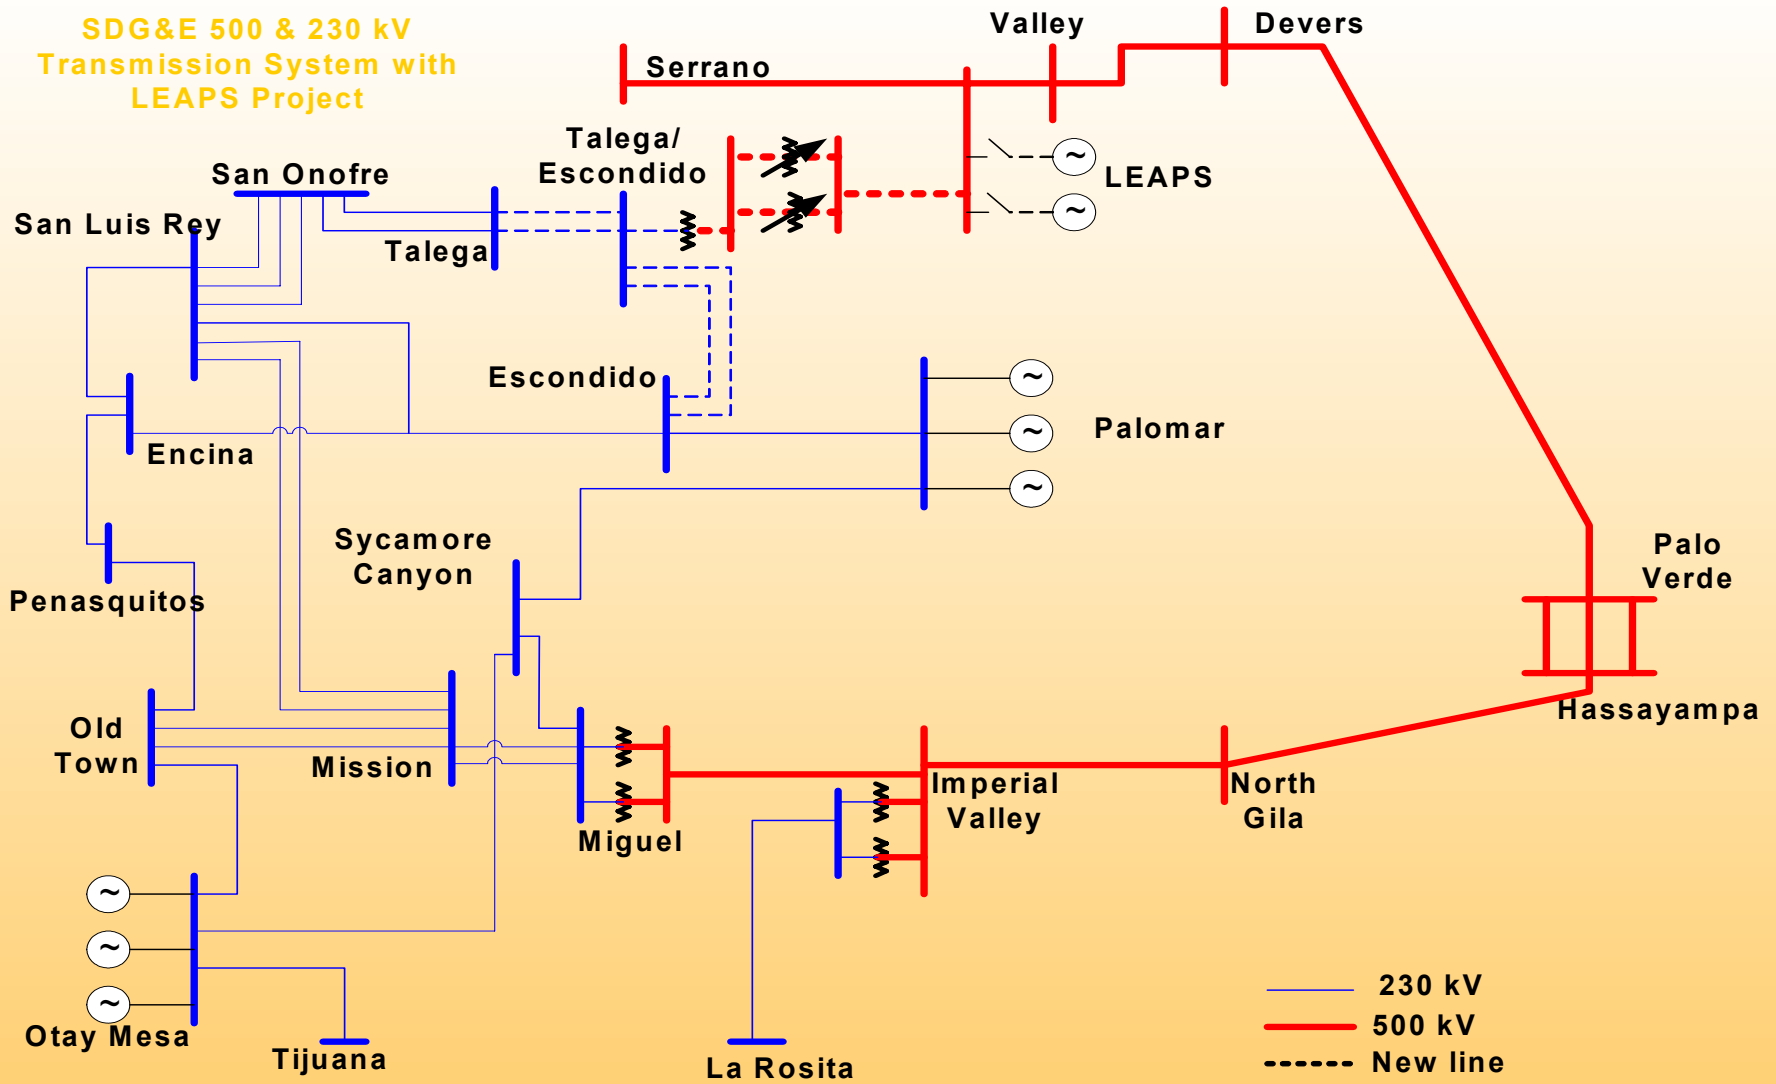 SDG&E 500 & 230 kV
Transmission System with
LEAPS Project
Valley
Devers
Serrano
Talega/
Escondido
San Onofre
LEAPS
San Luis Rey
Talega
~
~
Escondido
~
Palomar
~
~
Encina
Sycamore
Canyon
Palo
Verde
Penasquitos
Hassayampa
Old
Town
Mission
Imperial
Valley
North
Gila
Miguel
~
~
~
Otay Mesa
Tijuana
La Rosita
230 kV
500 kV
New line